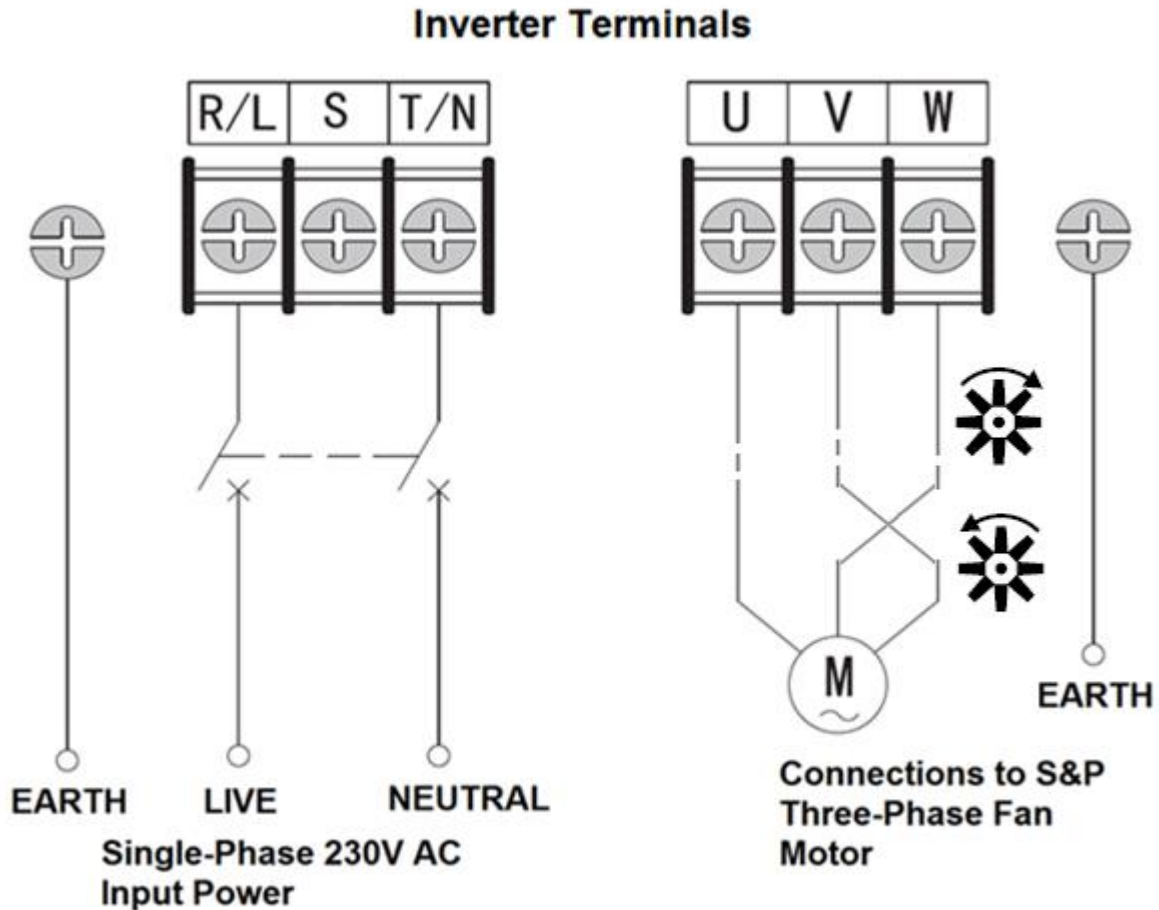 Inverter Terminals
R/L S T/N
U V W
M
EARTH
EARTH LIVE NEUTRAL
Single-Phase 230V AC
Input Power
Connections to S&P
Three-Phase Fan
Motor